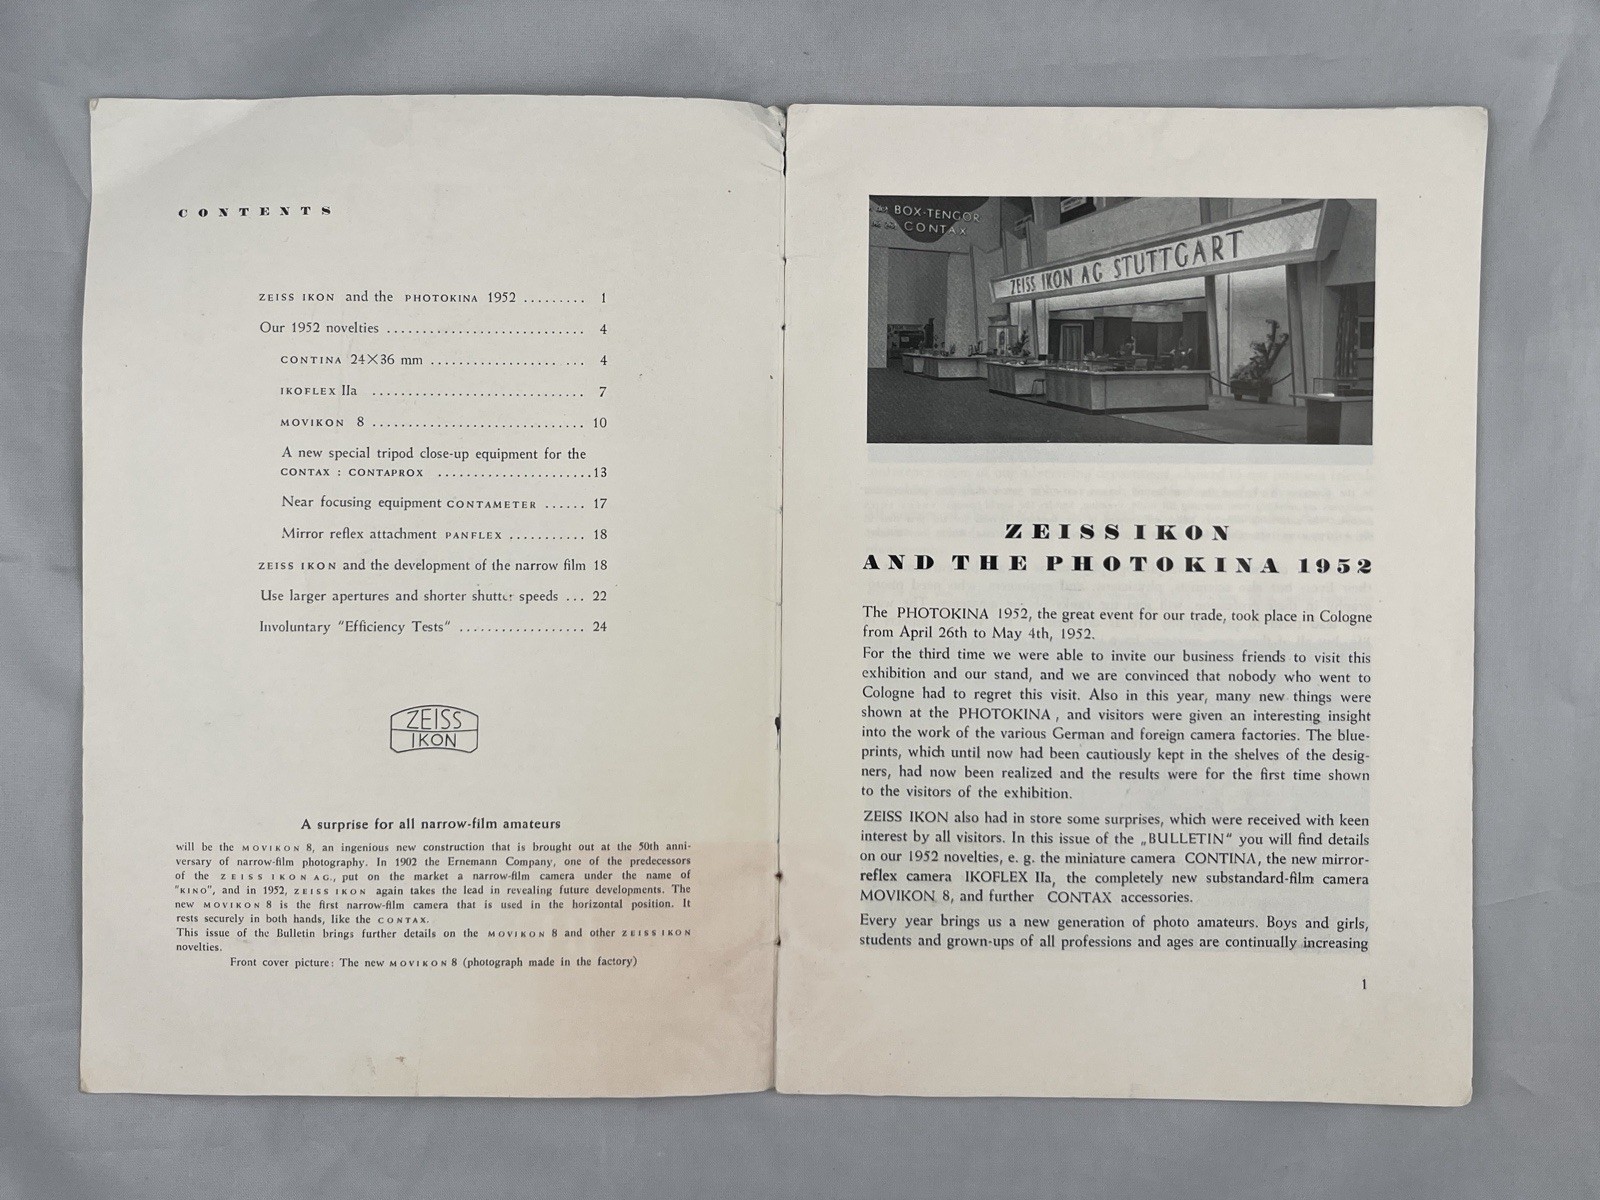 CONTENTS
ZEISS IKON and the PHOTOKINA 1952 ......... 1
Our 1952 novelties ............................ 4
CONTINA 24×36 mm ...................... 4
IKOFLEX IIa .............................. 7
MOVIKON 8 .............................. 10
A new special tripod close-up equipment for the
CONTAX : CONTAPROX ......................13
Near focusing equipment CONTAMETER ...... 17
Mirror reflex attachment PANFLEX ........... 18
ZEISS IKON and the development of the narrow film 18
Use larger apertures and shorter shutter speeds ... 22
Involuntary "Efficiency Tests" .................. 24
ZEISS
IKON
A surprise for all narrow-film amateurs
will be the MOVIKON 8, an ingenious new construction that is brought out at the 50th anni-
versary of narrow-film photography. In 1902 the Ernemann Company, one of the predecessors
of the ZEISS IKON AG., put on the market a narrow-film camera under the name of
"KINO", and in 1952, ZEISS IKON again takes the lead in revealing future developments. The
new MOVIKON 8 is the first narrow-film camera that is used in the horizontal position. It
rests securely in both hands, like the CONTAX.
This issue of the Bulletin brings further details on the MOVIKON 8 and other ZEISS IKON
novelties.
Front cover picture: The new MOVIKON 8 (photograph made in the factory)
BOX-TENGOR
CONTAX
ZEISS IKON AG STUTTGART
ZEISS IKON
AND THE PHOTOKINA 1952
The PHOTOKINA 1952, the great event for our trade, took place in Cologne
from April 26th to May 4th, 1952.
For the third time we were able to invite our business friends to visit this
exhibition and our stand, and we are convinced that nobody who went to
Cologne had to regret this visit. Also in this year, many new things were
shown at the PHOTOKINA , and visitors were given an interesting insight
into the work of the various German and foreign camera factories. The blue-
prints, which until now had been cautiously kept in the shelves of the desig-
ners, had now been realized and the results were for the first time shown
to the visitors of the exhibition.
ZEISS IKON also had in store some surprises, which were received with keen
interest by all visitors. In this issue of the „BULLETIN" you will find details
on our 1952 novelties, e. g. the miniature camera CONTINA, the new mirror-
reflex camera IKOFLEX IIa, the completely new substandard-film camera
MOVIKON 8, and further CONTAX accessories.
Every year brings us a new generation of photo amateurs. Boys and girls,
students and grown-ups of all professions and ages are continually increasing
1